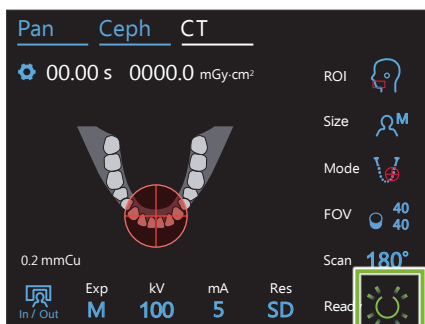 Pan Ceph CT
00.00 s 0000.0 mGy·cm²
ROI
Size M
Mode
FOV 40
40
0.2 mmCu
Scan 180°
Exp kV mA Res
In / Out M 100 5 SD
Ready